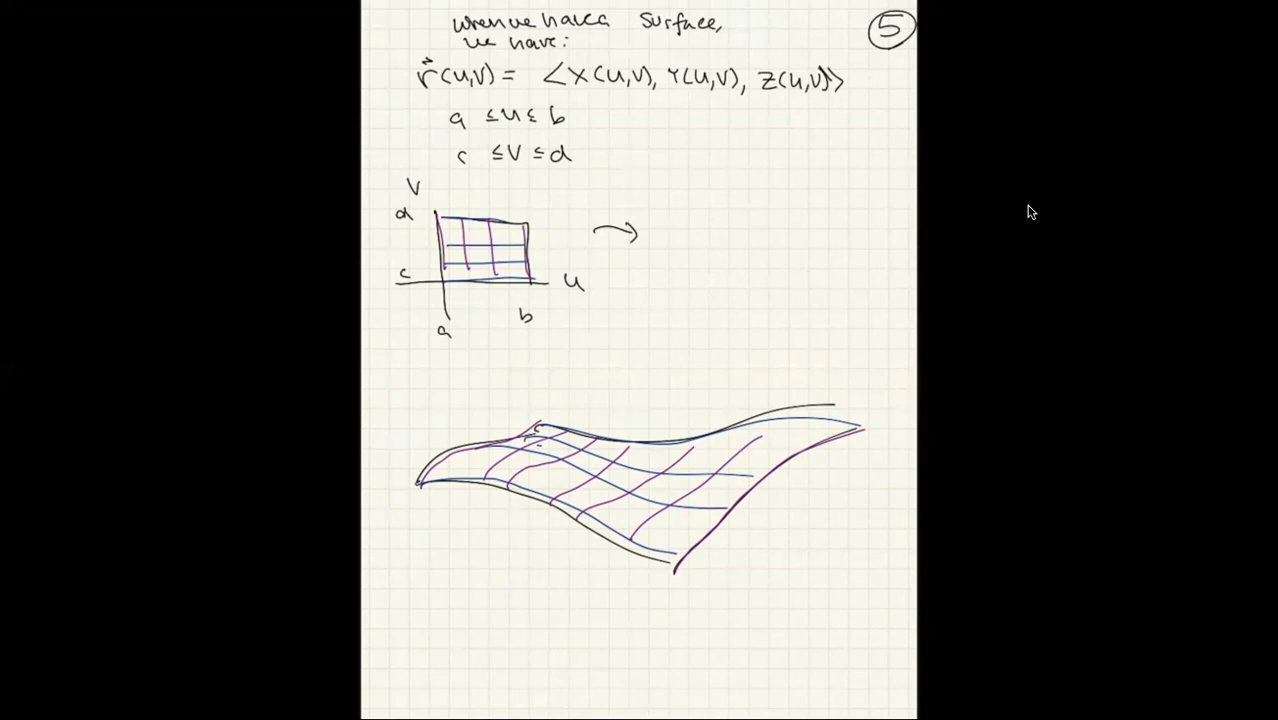 when we have a surface,
we have:
5
r⃗(u,v) = <x(u,v), y(u,v), z(u,v)>
a ≤ u ≤ b
c ≤ v ≤ d
v
d
c
u
a
b